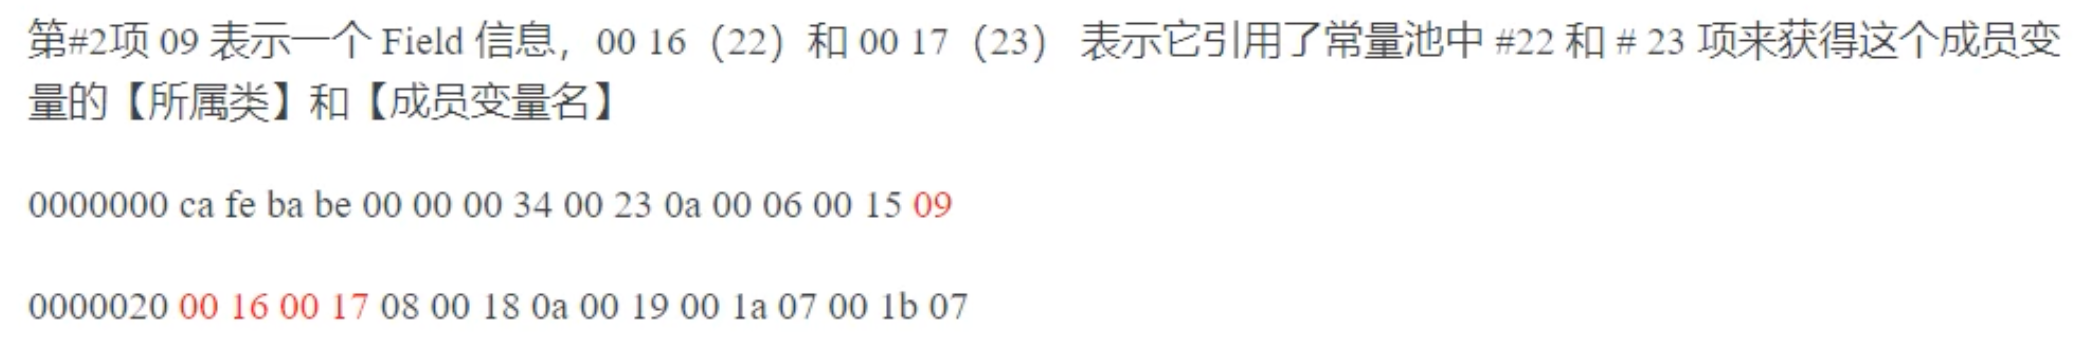 第#2项 09 表示一个 Field 信息，00 16（22）和 00 17（23） 表示它引用了常量池中 #22 和 # 23 项来获得这个成员变
量的【所属类】和【成员变量名】
0000000 ca fe ba be 00 00 00 34 00 23 0a 00 06 00 15 09
0000020 00 16 00 17 08 00 18 0a 00 19 00 1a 07 00 1b 07